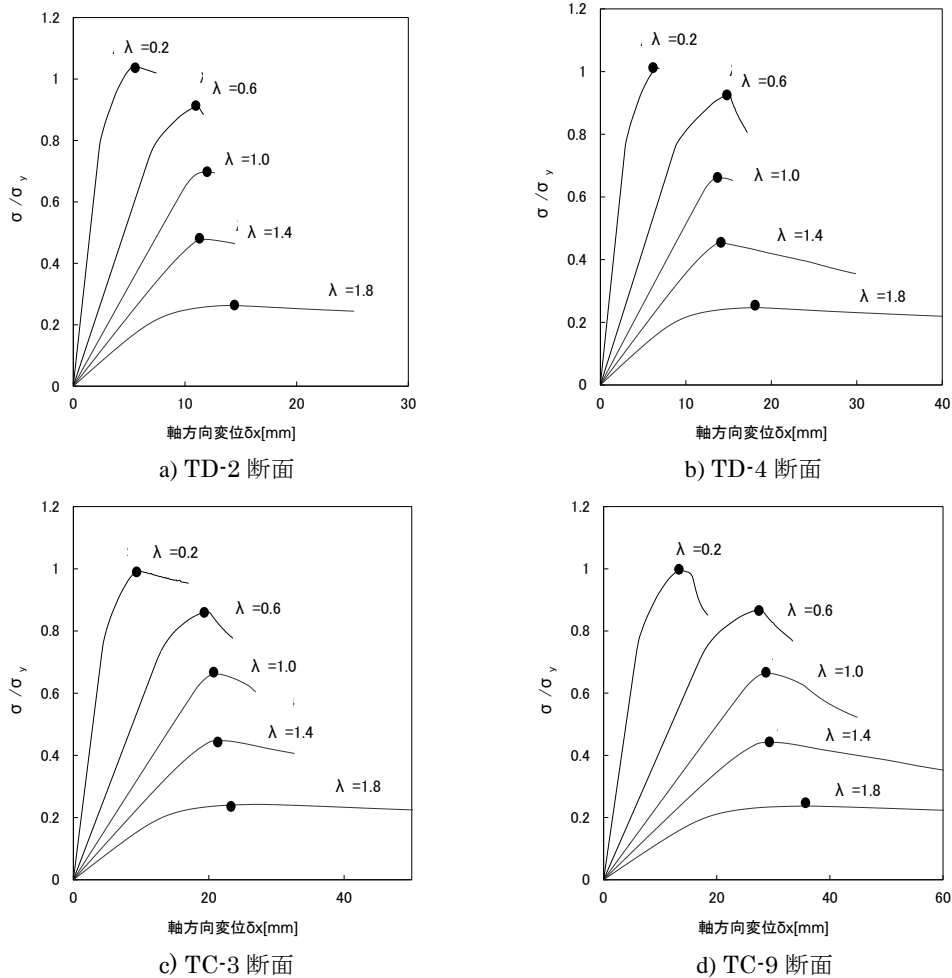 1.2
1
0.8
0.6
0.4
0.2
0
σ/σy
λ=0.2
λ=0.6
λ=1.0
λ=1.4
λ=1.8
0 10 20 30
軸方向変位δx[mm]
a) TD-2 断面
1.2
1
0.8
0.6
0.4
0.2
0
σ/σy
λ=0.2
λ=0.6
λ=1.0
λ=1.4
λ=1.8
0 10 20 30 40
軸方向変位δx[mm]
b) TD-4 断面
1.2
1
0.8
0.6
0.4
0.2
0
σ/σy
λ=0.2
λ=0.6
λ=1.0
λ=1.4
λ=1.8
0 20 40
軸方向変位δx[mm]
c) TC-3 断面
1.2
1
0.8
0.6
0.4
0.2
0
σ/σy
λ=0.2
λ=0.6
λ=1.0
λ=1.4
λ=1.8
0 20 40 60
軸方向変位δx[mm]
d) TC-9 断面